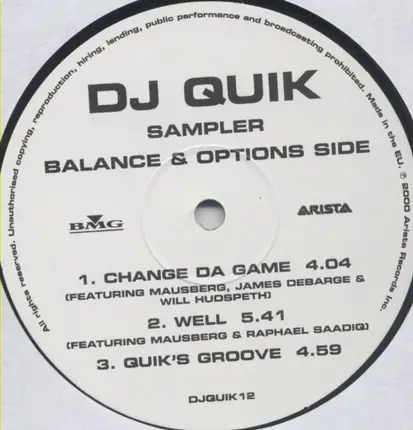 All rights reserved. Unauthorised copying, reproduction, hiring, lending, public performance and broadcasting prohibited. Made in the EU. ℗ 2000 Arista Records Inc.
DJ QUIK
SAMPLER
BALANCE & OPTIONS SIDE
BMG
ARISTA
1. CHANGE DA GAME 4.04
(FEATURING MAUSBERG, JAMES DEBARGE &
WILL HUDSPETH)
2. WELL 5.41
(FEATURING MAUSBERG & RAPHAEL SAADIQ)
3. QUIK'S GROOVE 4.59
DJQUIK12